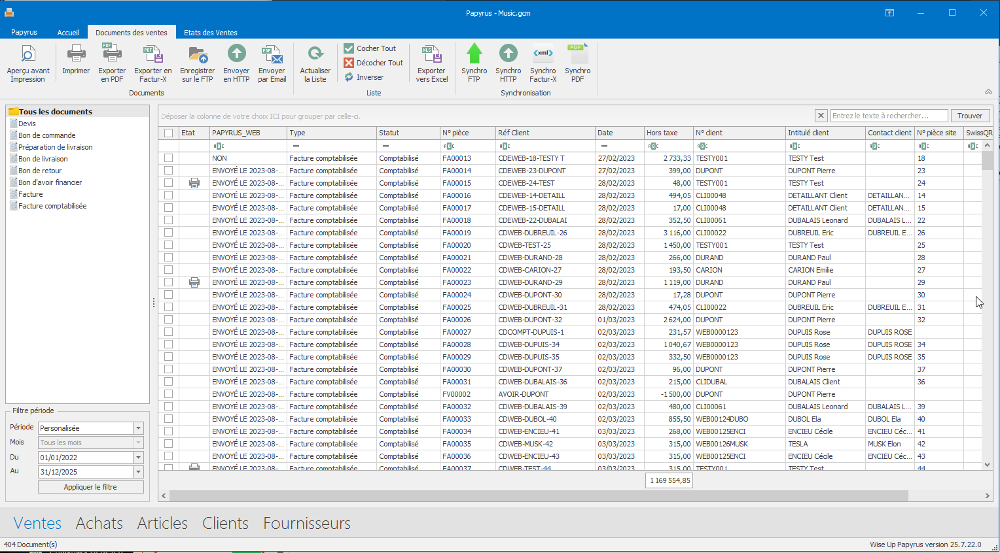 Papyrus - Music.gcm
Papyrus Accueil Documents des ventes Etats des Ventes
Aperçu avant Impression
Imprimer
Exporter en PDF
Exporter en Factur-X
Enregistrer sur le FTP
Envoyer en HTTP
Envoyer par Email
Documents
Actualiser la Liste
Cocher Tout
Décocher Tout
Inverser
Exporter vers Excel
Liste
Synchro FTP
Synchro HTTP
Synchro Factur-X
Synchro PDF
Synchronisation
Tous les documents
Devis
Bon de commande
Préparation de livraison
Bon de livraison
Bon de retour
Bon d'avoir financier
Facture
Facture comptabilisée
Filtre période
Période Personalisée
Mois Tous les mois
Du 01/01/2022
Au 31/12/2025
Appliquer le filtre
Déposer la colonne de votre choix ICI pour grouper par celle-ci.
Entrez le texte à rechercher... Trouver
Etat PAPYRUS_WEB Type Statut N° pièce Réf Client Date Hors taxe N° client Intitulé client Contact client N° pièce site SwissQR
NON Facture comptabilisée Comptabilisé FA00013 CDEWEB-18-TESTY T 27/02/2023 2 733,33 TESTY001 TESTY Test 18
ENVOYÉ LE 2023-08-... Facture comptabilisée Comptabilisé FA00014 CDEWEB-23-DUPONT 27/02/2023 399,00 DUPONT DUPONT Pierre 23
ENVOYÉ LE 2023-08-... Facture comptabilisée Comptabilisé FA00015 CDEWEB-24-TEST 28/02/2023 48,00 TESTY001 TESTY Test 24
ENVOYÉ LE 2023-08-... Facture comptabilisée Comptabilisé FA00016 CDEWEB-14-DETAILL 28/02/2023 494,05 CLI00048 DETAILLANT Client DETAILLAN... 14
ENVOYÉ LE 2023-08-... Facture comptabilisée Comptabilisé FA00017 CDEWEB-15-DETAILL 28/02/2023 17,00 CLI00048 DETAILLANT Client DETAILLAN... 15
ENVOYÉ LE 2023-08-... Facture comptabilisée Comptabilisé FA00018 CDEWEB-22-DUBALAI 28/02/2023 352,50 CLI00061 DUBALAIS Leonard DUBALAIS L... 22
ENVOYÉ LE 2023-08-... Facture comptabilisée Comptabilisé FA00019 CDWEB-DUBREUIL-26 28/02/2023 3 116,00 CLI00022 DUBREUIL Eric DUBREUIL E... 26
ENVOYÉ LE 2023-08-... Facture comptabilisée Comptabilisé FA00020 CDWEB-TEST-25 28/02/2023 1 450,00 TESTY001 TESTY Test 25
ENVOYÉ LE 2023-08-... Facture comptabilisée Comptabilisé FA00021 CDWEB-DURAND-28 28/02/2023 266,00 DURAND DURAND Paul 28
ENVOYÉ LE 2023-08-... Facture comptabilisée Comptabilisé FA00022 CDWEB-CARION-27 28/02/2023 193,50 CARION CARION Emilie 27
ENVOYÉ LE 2023-08-... Facture comptabilisée Comptabilisé FA00023 CDWEB-DURAND-29 28/02/2023 1 119,00 DURAND DURAND Paul 29
ENVOYÉ LE 2023-08-... Facture comptabilisée Comptabilisé FA00024 CDWEB-DUPONT-30 28/02/2023 17,28 DUPONT DUPONT Pierre 30
ENVOYÉ LE 2023-08-... Facture comptabilisée Comptabilisé FA00025 CDWEB-DUBREUIL-31 28/02/2023 474,05 CLI00022 DUBREUIL Eric DUBREUIL E... 31
ENVOYÉ LE 2023-08-... Facture comptabilisée Comptabilisé FA00026 CDWEB-DUPONT-32 01/03/2023 2 624,00 DUPONT DUPONT Pierre 32
ENVOYÉ LE 2023-08-... Facture comptabilisée Comptabilisé FA00027 CDCOMPT-DUPUIS-1 02/03/2023 231,57 WEB0000123 DUPUIS Rose DUPUIS ROSE
ENVOYÉ LE 2023-08-... Facture comptabilisée Comptabilisé FA00028 CDWEB-DUPUIS-34 02/03/2023 1 040,67 WEB0000123 DUPUIS Rose DUPUIS ROSE 34
ENVOYÉ LE 2023-08-... Facture comptabilisée Comptabilisé FA00029 CDWEB-DUPUIS-35 02/03/2023 332,50 WEB0000123 DUPUIS Rose DUPUIS ROSE 35
ENVOYÉ LE 2023-08-... Facture comptabilisée Comptabilisé FA00030 CDWEB-DUPONT-37 02/03/2023 96,00 DUPONT DUPONT Pierre 37
ENVOYÉ LE 2023-08-... Facture comptabilisée Comptabilisé FA00031 CDWEB-DUBALAIS-36 02/03/2023 215,00 CLIDUBAL DUBALAIS Client 36
ENVOYÉ LE 2023-08-... Facture comptabilisée Comptabilisé FV00002 AVOIR-DUPONT 02/03/2023 -1 500,00 DUPONT DUPONT Pierre
ENVOYÉ LE 2023-08-... Facture comptabilisée Comptabilisé FA00032 CDWEB-DUBALAIS-39 02/03/2023 480,00 CLI00061 DUBALAIS Leonard DUBALAIS L... 39
ENVOYÉ LE 2023-08-... Facture comptabilisée Comptabilisé FA00033 CDWEB-DUBOL-40 02/03/2023 855,50 WEB00124DUBO DUBOL Ela DUBOL Ela 40
ENVOYÉ LE 2023-08-... Facture comptabilisée Comptabilisé FA00034 CDWEB-ENCIEU-41 03/03/2023 268,00 WEB00125ENCI ENCIEU Cécile ENCIEU Céc... 41
ENVOYÉ LE 2023-08-... Facture comptabilisée Comptabilisé FA00035 CDWEB-MUSK-42 03/03/2023 315,00 WEB00126MUSK TESLA MUSK Elon 42
ENVOYÉ LE 2023-08-... Facture comptabilisée Comptabilisé FA00036 CDWEB-ENCIEU-43 03/03/2023 315,00 WEB00125ENCI ENCIEU Cécile ENCIEU Céc... 43
ENVOYÉ LE 2023-08-... Facture comptabilisée Comptabilisé FA00037 CDWEB-TEST-44 03/03/2023 315,00 TESTY001 TESTY Test 44
1 169 554,85
Ventes Achats Articles Clients Fournisseurs
404 Document(s) Wise Up Papyrus version 25.7.22.0